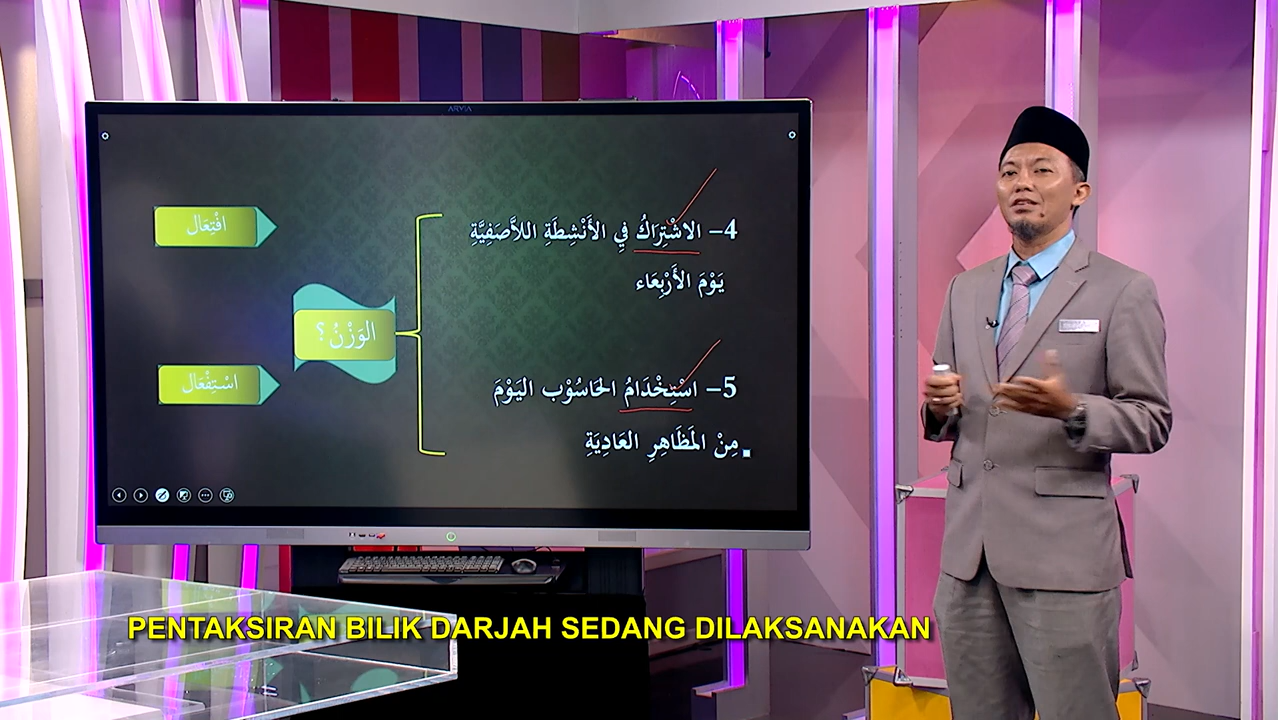 ARVIA
4– الاشْتِرَاكُ فِي الأَنْشِطَةِ اللاَّصَفِيَّةِ
يَوْمَ الأَرْبِعَاء
5– اسْتِخْدَامُ الحَاسُوْب اليَوْمَ
مِنْ المَظَاهِرِ العَادِيَةِ
الوَزْنُ ؟
افْتِعَال
اسْتِفْعَال
PENTAKSIRAN BILIK DARJAH SEDANG DILAKSANAKAN